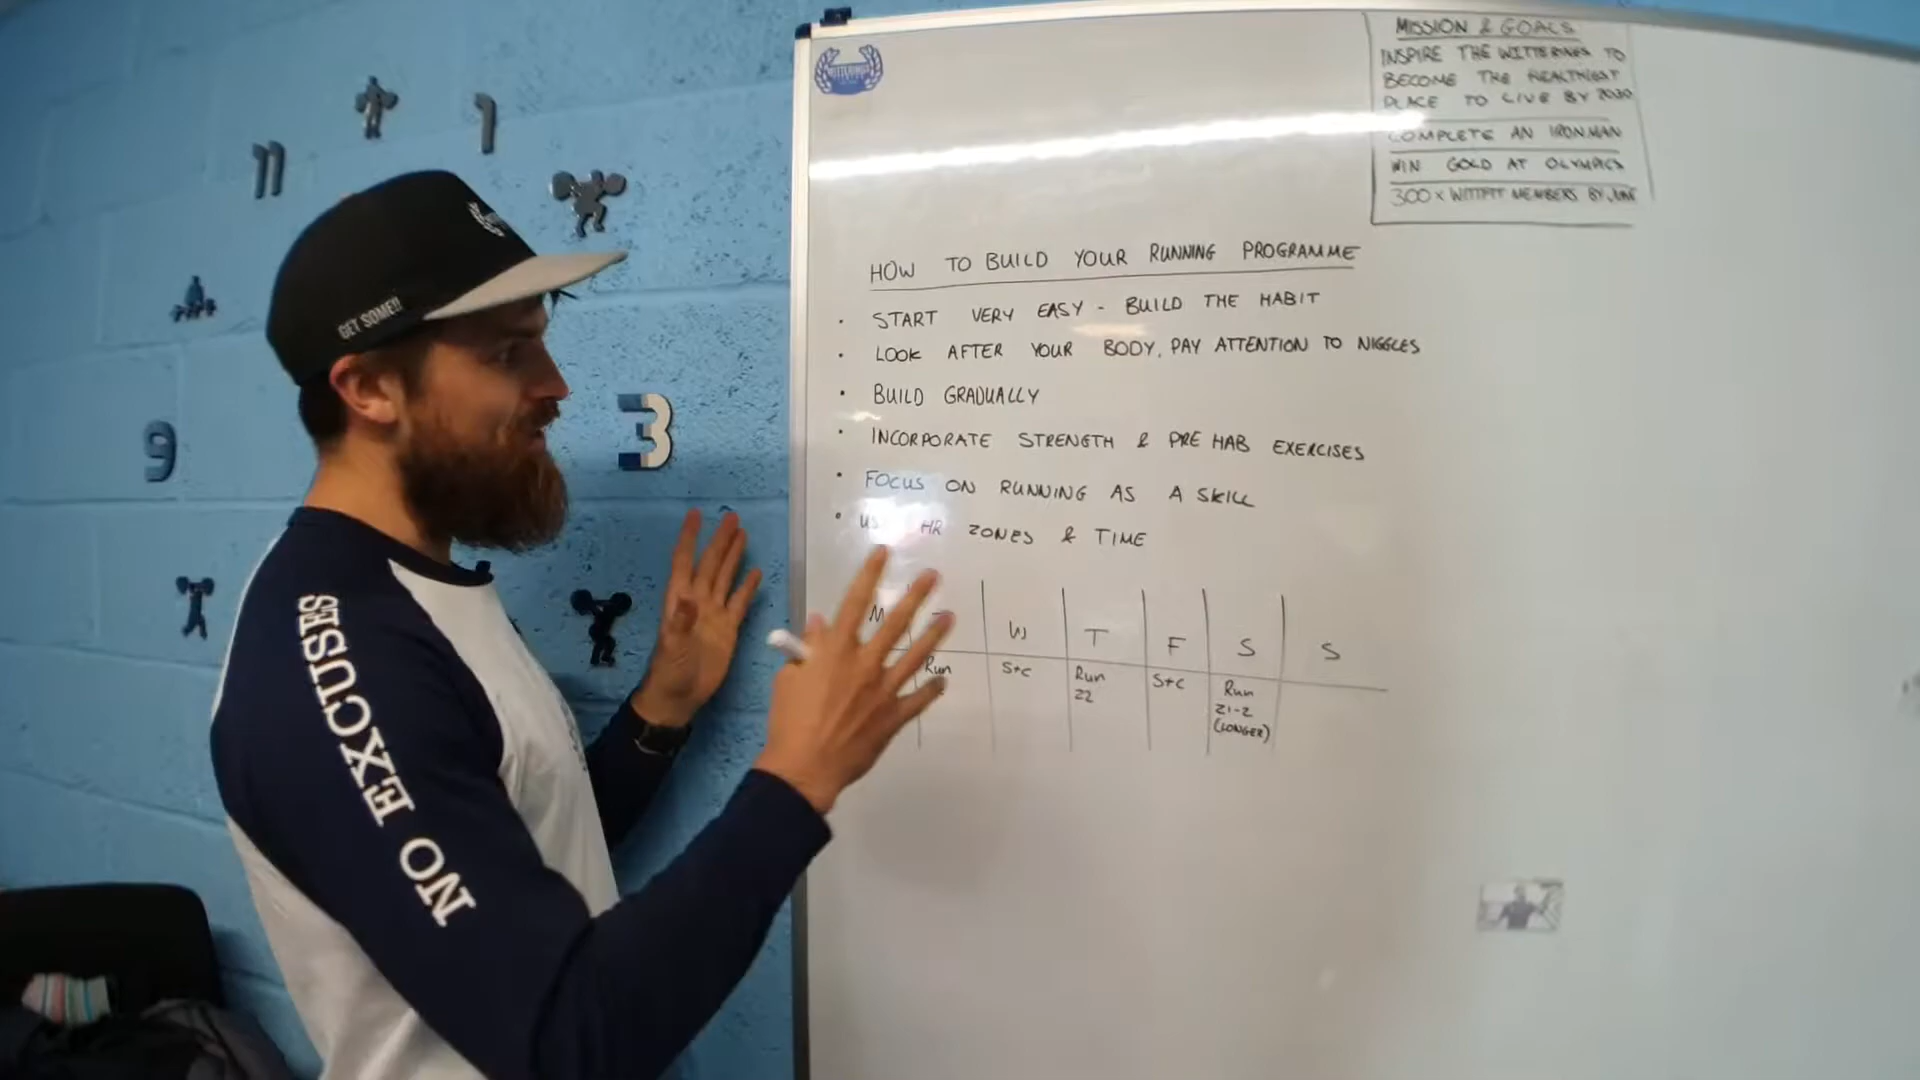 MISSION & GOALS
INSPIRE THE WITTERINGS TO
BECOME THE HEALTHIEST
PLACE TO LIVE BY 2030
COMPLETE AN IRONMAN
WIN GOLD AT OLYMPICS
300 x WITTFIT MEMBERS BY JUNE
HOW TO BUILD YOUR RUNNING PROGRAMME
• START VERY EASY - BUILD THE HABIT
• LOOK AFTER YOUR BODY, PAY ATTENTION TO NIGGLES
• BUILD GRADUALLY
• INCORPORATE STRENGTH & PRE HAB EXERCISES
• FOCUS ON RUNNING AS A SKILL
• HR ZONES & TIME
M W T F S S
Run S+C Run S+C Run
Z2 Z1-2
(LONGER)
11
1
9
3
GET SOME!!
NO EXCUSES